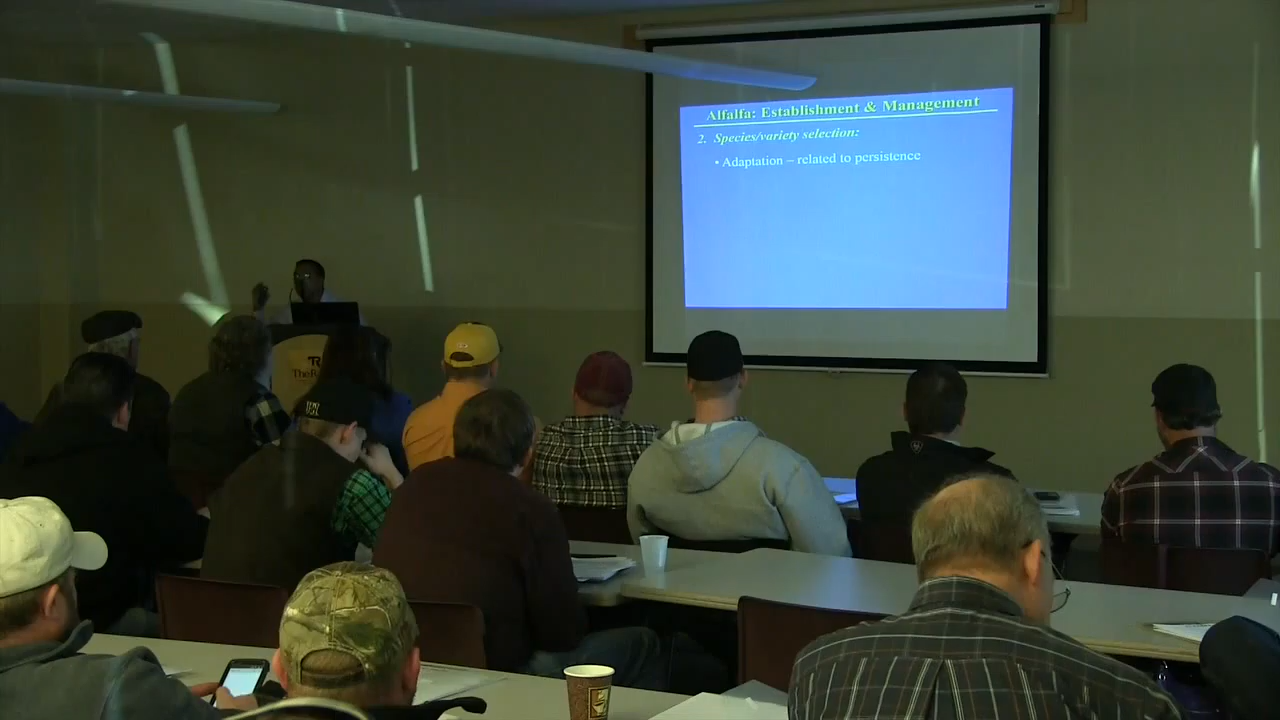 Alfalfa: Establishment & Management
2. Species/variety selection:
• Adaptation – related to persistence